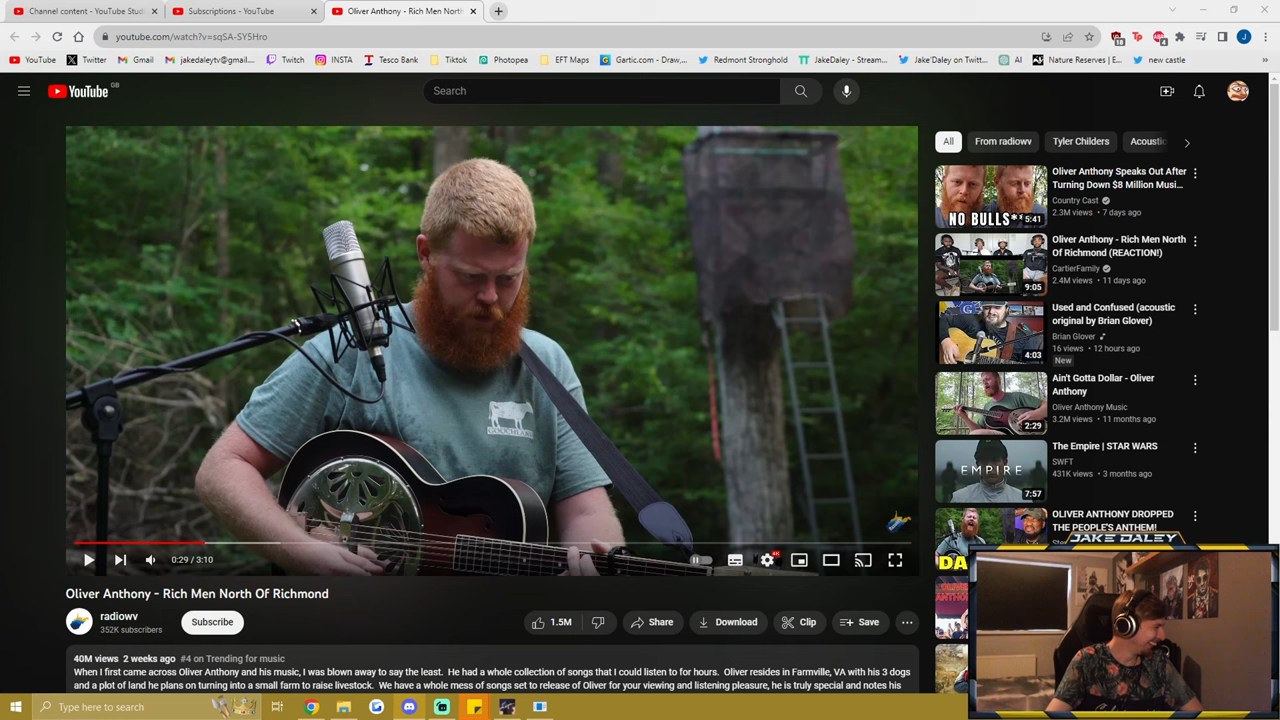 Channel content - YouTube Studi
Subscriptions - YouTube
Oliver Anthony - Rich Men North
youtube.com/watch?v=sqSA-SY5Hro
YouTube
Twitter
Gmail
jakedaleytv@gmail....
Twitch
INSTA
Tesco Bank
Tiktok
Photopea
EFT Maps
Gartic.com - Draw,...
Redmont Stronghold
JakeDaley - Stream...
Jake'Daley on Twitt...
AI
Nature Reserves | E...
new castle
YouTube GB
Search
All
From radiowv
Tyler Childers
Acoustic
NO BULLS**
5:41
Oliver Anthony Speaks Out After
Turning Down $8 Million Musi...
Country Cast
2.3M views • 7 days ago
9:05
Oliver Anthony - Rich Men North
Of Richmond (REACTION!)
CartierFamily
2.4M views • 11 days ago
4:03
Used and Confused (acoustic
original by Brian Glover)
Brian Glover
16 views • 12 hours ago
New
2:29
Ain't Gotta Dollar - Oliver
Anthony
Oliver Anthony Music
3.2M views • 11 months ago
EMPIRE
7:57
The Empire | STAR WARS
SWFT
431K views • 3 months ago
OLIVER ANTHONY DROPPED
THE PEOPLE'S ANTHEM!
JAKE DALEY
0:29 / 3:10
Oliver Anthony - Rich Men North Of Richmond
radiowv
352K subscribers
Subscribe
1.5M
Share
Download
Clip
Save
40M views 2 weeks ago #4 on Trending for music
When I first came across Oliver Anthony and his music, I was blown away to say the least. He had a whole collection of songs that I could listen to for hours. Oliver resides in Farmville, VA with his 3 dogs
and a plot of land he plans on turning into a small farm to raise livestock. We have a whole mess of songs set to release of Oliver for your viewing and listening pleasure, he is truly special and notes his
Type here to search